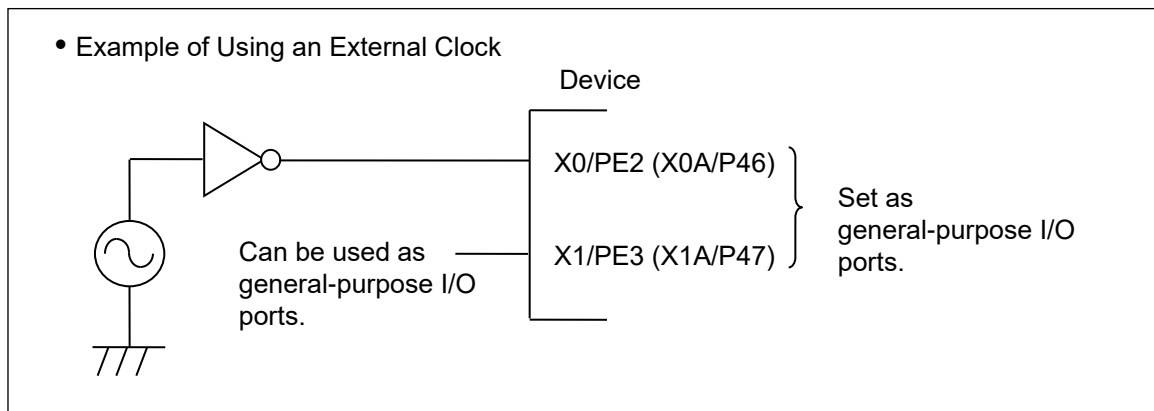 • Example of Using an External Clock
Device
X0/PE2 (X0A/P46)
X1/PE3 (X1A/P47)
Can be used as
general-purpose I/O
ports.
Set as
general-purpose I/O
ports.